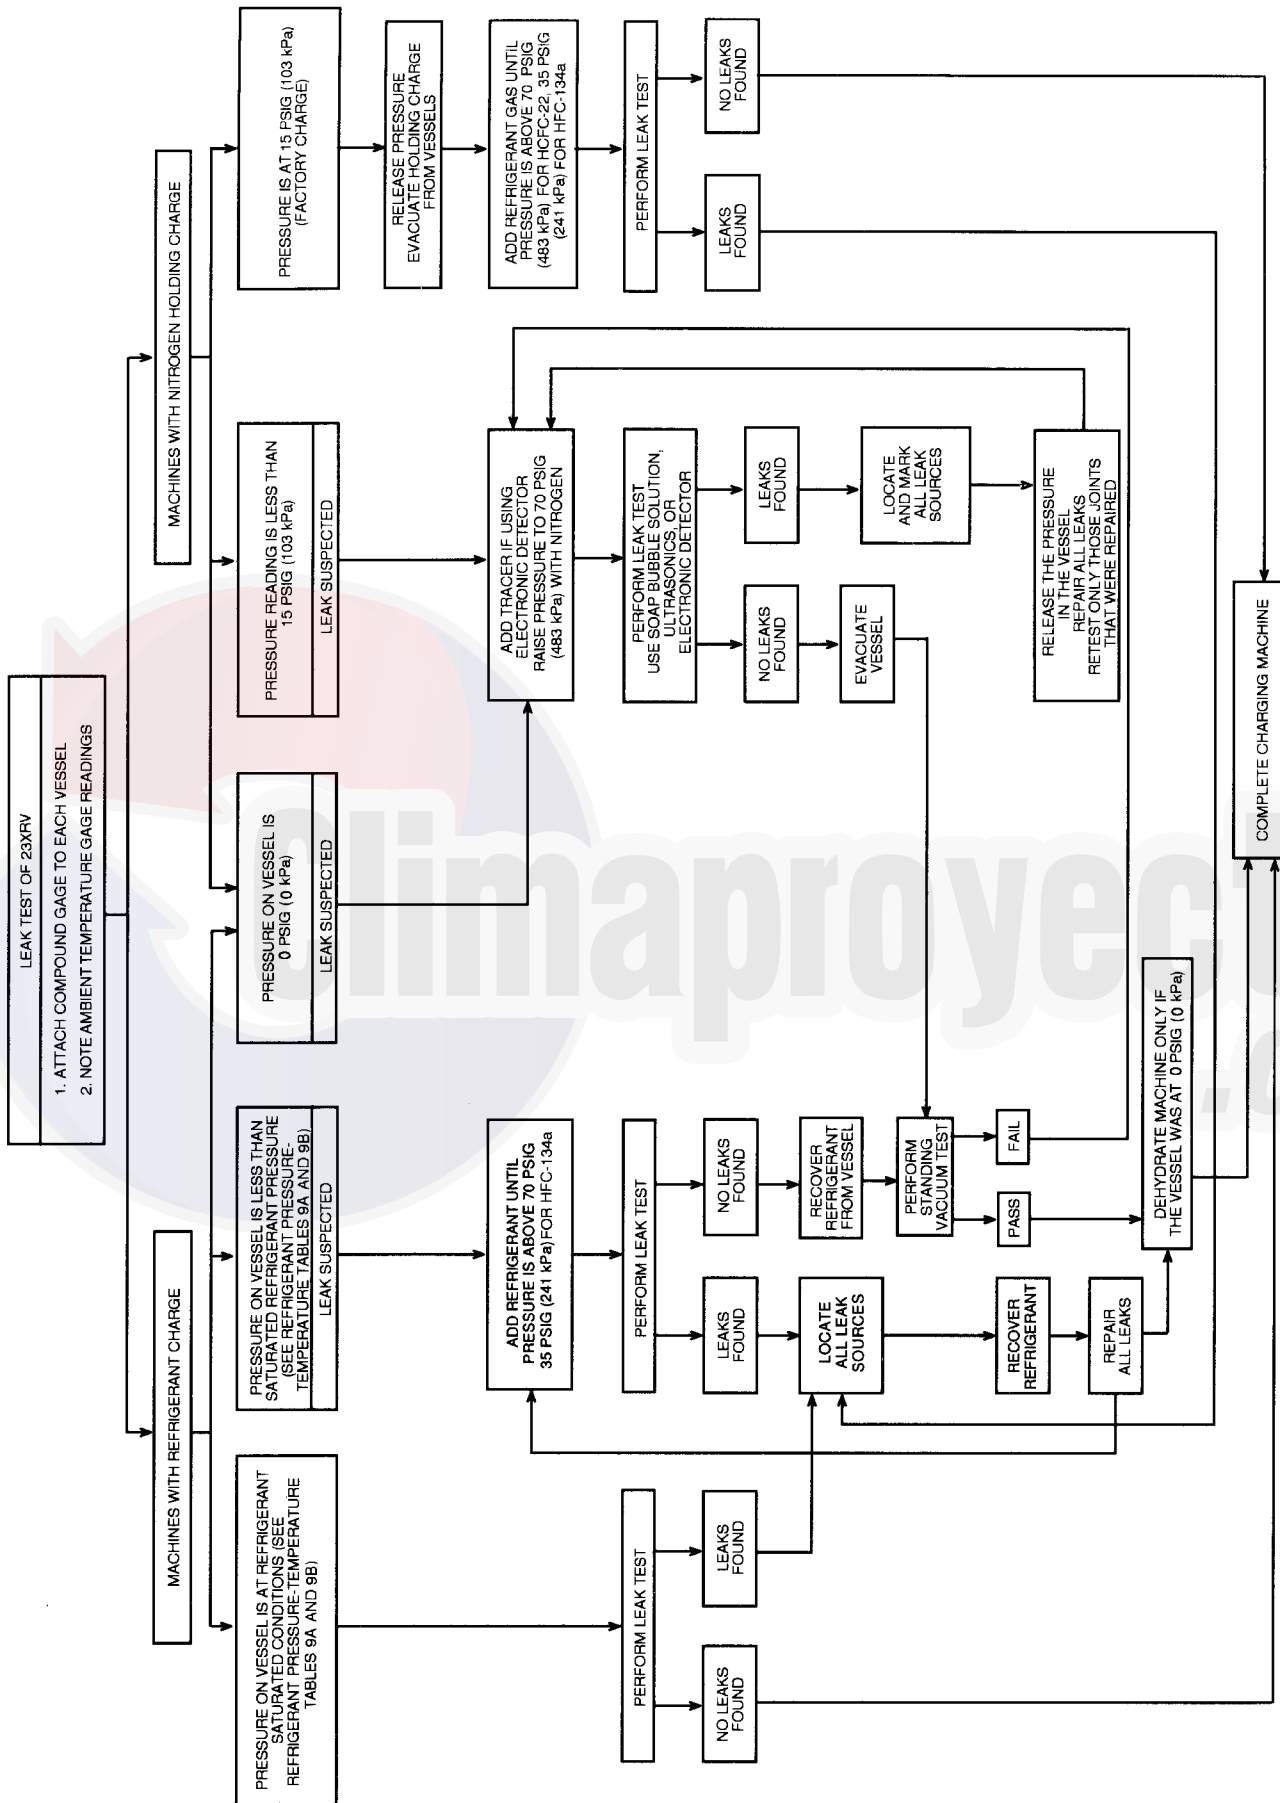 LEAK TEST OF 23XRV
1. ATTACH COMPOUND GAGE TO EACH VESSEL
2. NOTE AMBIENT TEMPERATURE GAGE READINGS
MACHINES WITH REFRIGERANT CHARGE
MACHINES WITH NITROGEN HOLDING CHARGE
PRESSURE ON VESSEL IS AT REFRIGERANT
SATURATED CONDITIONS (SEE
REFRIGERANT PRESSURE-TEMPERATURE
TABLES 9A AND 9B)
PRESSURE ON VESSEL IS LESS THAN
SATURATED REFRIGERANT PRESSURE
(SEE REFRIGERANT PRESSURE-
TEMPERATURE TABLES 9A AND 9B)
LEAK SUSPECTED
PRESSURE ON VESSEL IS
0 PSIG (0 kPa)
LEAK SUSPECTED
PRESSURE READING IS LESS THAN
15 PSIG (103 kPa)
LEAK SUSPECTED
PRESSURE IS AT 15 PSIG (103 kPa)
(FACTORY CHARGE)
RELEASE PRESSURE
EVACUATE HOLDING CHARGE
FROM VESSELS
ADD REFRIGERANT UNTIL
PRESSURE IS ABOVE 70 PSIG
35 PSIG (241 kPa) FOR HFC-134a
ADD TRACER IF USING
ELECTRONIC DETECTOR
RAISE PRESSURE TO 70 PSIG
(483 kPa) WITH NITROGEN
ADD REFRIGERANT GAS UNTIL
PRESSURE IS ABOVE 70 PSIG
(483 kPa) FOR HCFC-22, 35 PSIG
(241 kPa) FOR HFC-134a
PERFORM LEAK TEST
PERFORM LEAK TEST
PERFORM LEAK TEST
USE SOAP BUBBLE SOLUTION,
ULTRASONICS, OR
ELECTRONIC DETECTOR
PERFORM LEAK TEST
NO LEAKS
FOUND
LEAKS
FOUND
LEAKS
FOUND
NO LEAKS
FOUND
NO LEAKS
FOUND
LEAKS
FOUND
LEAKS
FOUND
NO LEAKS
FOUND
LOCATE
ALL LEAK
SOURCES
RECOVER
REFRIGERANT
FROM VESSEL
EVACUATE
VESSEL
LOCATE
AND MARK
ALL LEAK
SOURCES
PERFORM
STANDING
VACUUM TEST
RECOVER
REFRIGERANT
PASS
FAIL
RELEASE THE PRESSURE
IN THE VESSEL
REPAIR ALL LEAKS
RETEST ONLY THOSE JOINTS
THAT WERE REPAIRED
REPAIR
ALL LEAKS
DEHYDRATE MACHINE ONLY IF
THE VESSEL WAS AT 0 PSIG (0 kPa)
COMPLETE CHARGING MACHINE
Climaproyect